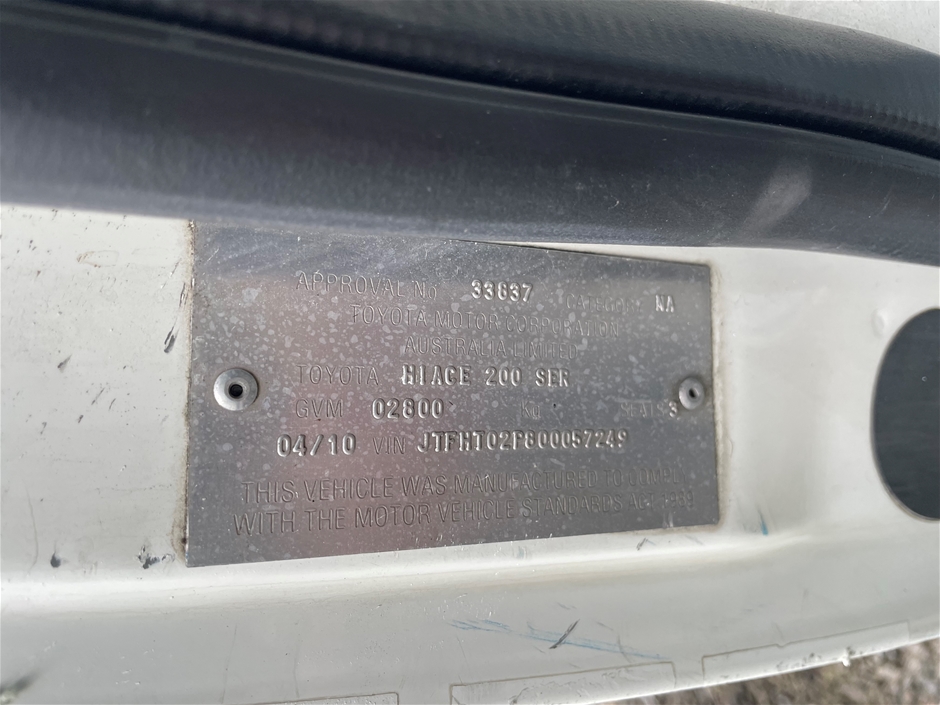 APPROVAL No 33637 CATEGORY NA
TOYOTA MOTOR CORPORATION
AUSTRALIA LIMITED
TOYOTA HIACE 200 SER
GVM 02800 KG SEATS 3
04/10 VIN JTFHT02P800057249
THIS VEHICLE WAS MANUFACTURED TO COMPLY
WITH THE MOTOR VEHICLE STANDARDS ACT 1989